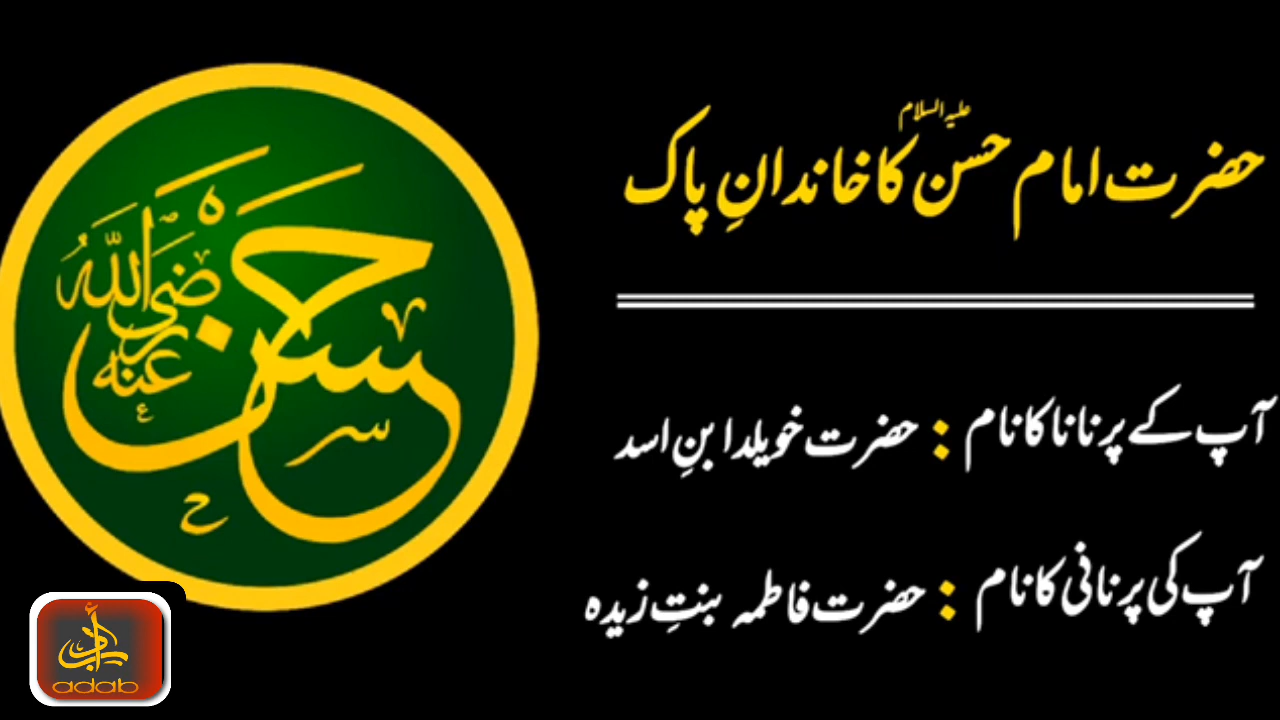 حضرت امام حسن علیہ السلام کا خاندانِ پاک
آپ کے پرنانا کا نام : حضرت خویلد ابنِ اسد
آپ کی پرنانی کا نام : حضرت فاطمہ بنتِ زیدہ
حسن رضی اللہ عنہ
ادب
adab